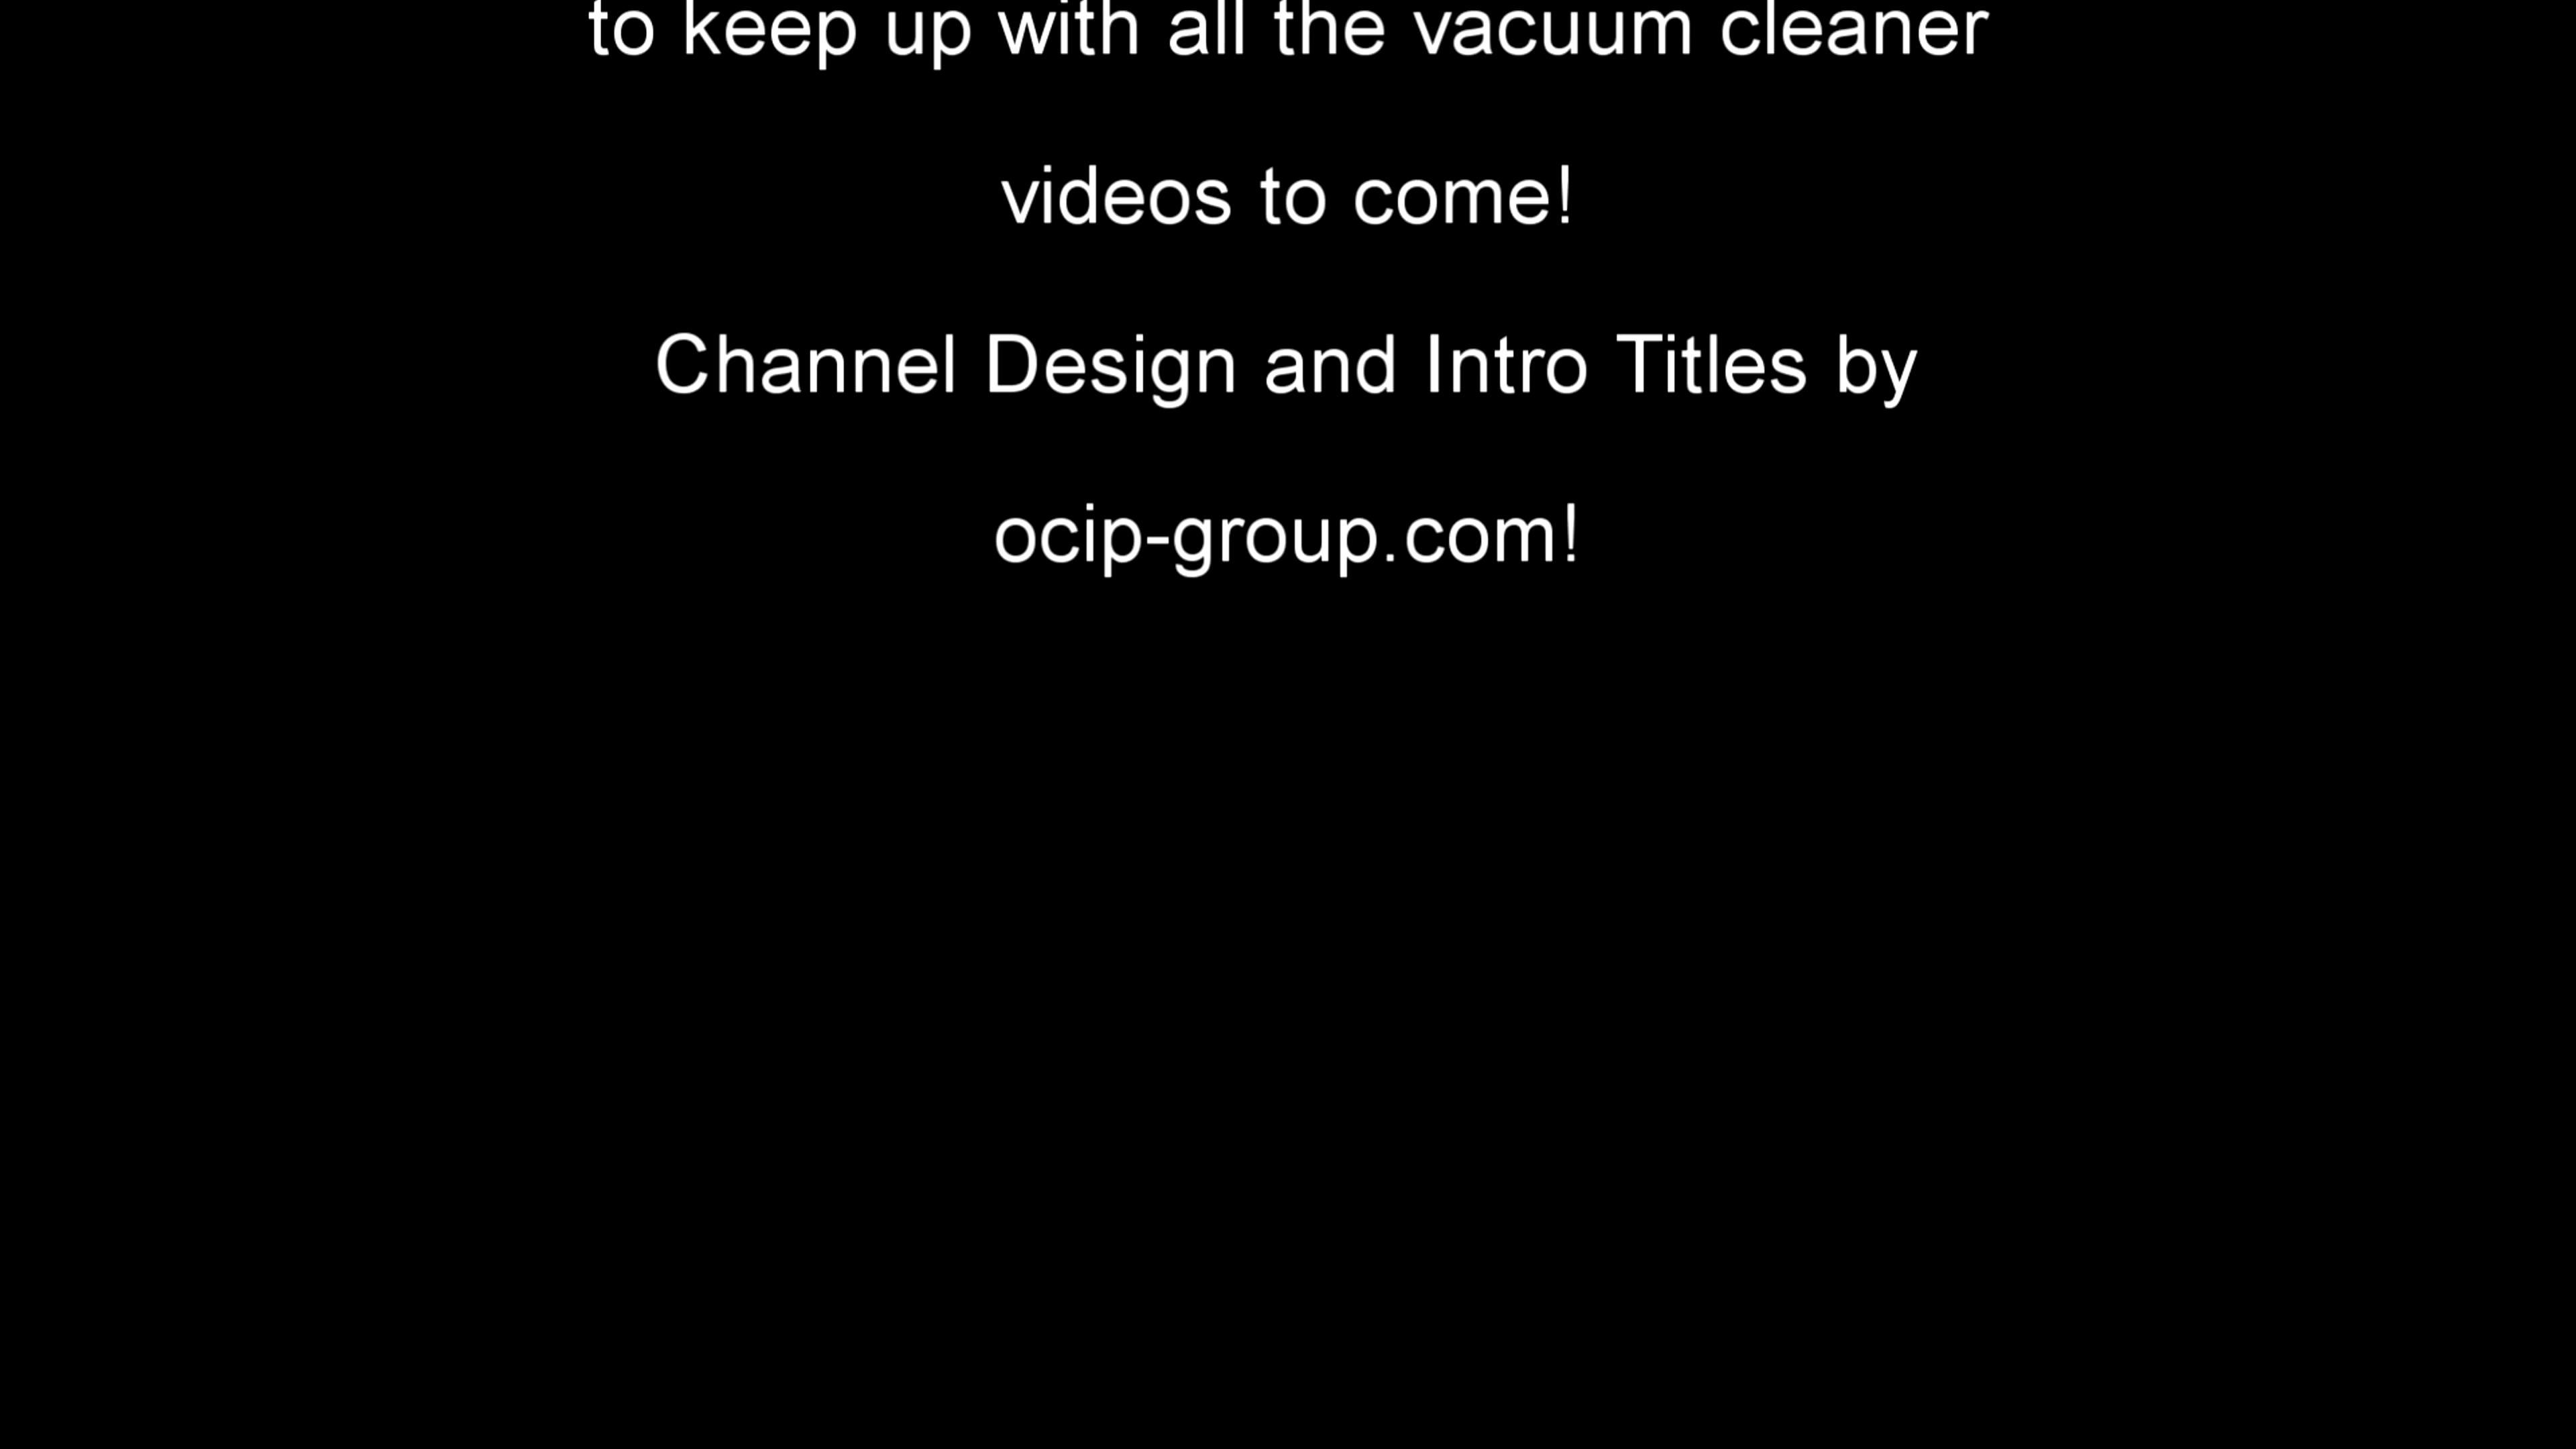 to keep up with all the vacuum cleaner
videos to come!
Channel Design and Intro Titles by
ocip-group.com!